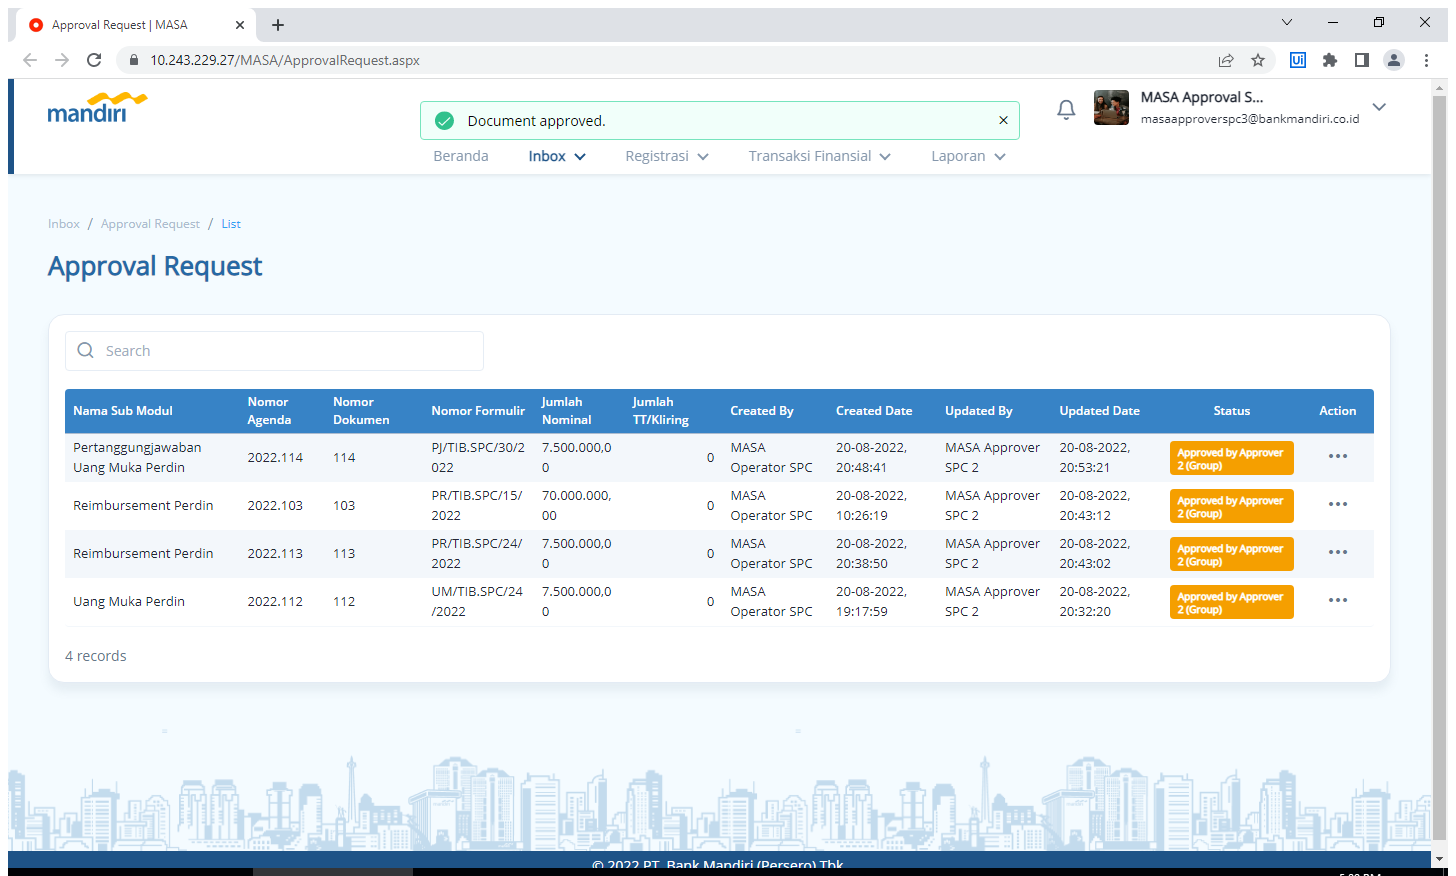 Approval Request | MASA
10.243.229.27/MASA/ApprovalRequest.aspx
mandiri
Document approved.
MASA Approval S...
masaapproverspc3@bankmandiri.co.id
Beranda Inbox Registrasi Transaksi Finansial Laporan
Inbox / Approval Request / List
Approval Request
Search
Nama Sub Modul Nomor Agenda Nomor Dokumen Nomor Formulir Jumlah Nominal Jumlah TT/Kliring Created By Created Date Updated By Updated Date Status Action
Pertanggungjawaban Uang Muka Perdin 2022.114 114 PJ/TIB.SPC/30/2022 7.500.000,00 0 MASA Operator SPC 20-08-2022, 20:48:41 MASA Approver SPC 2 20-08-2022, 20:53:21 Approved by Approver 2 (Group) •••
Reimbursement Perdin 2022.103 103 PR/TIB.SPC/15/2022 70.000.000,00 0 MASA Operator SPC 20-08-2022, 10:26:19 MASA Approver SPC 2 20-08-2022, 20:43:12 Approved by Approver 2 (Group) •••
Reimbursement Perdin 2022.113 113 PR/TIB.SPC/24/2022 7.500.000,00 0 MASA Operator SPC 20-08-2022, 20:38:50 MASA Approver SPC 2 20-08-2022, 20:43:02 Approved by Approver 2 (Group) •••
Uang Muka Perdin 2022.112 112 UM/TIB.SPC/24/2022 7.500.000,00 0 MASA Operator SPC 20-08-2022, 19:17:59 MASA Approver SPC 2 20-08-2022, 20:32:20 Approved by Approver 2 (Group) •••
4 records
© 2022 PT. Bank Mandiri (Persero) Tbk